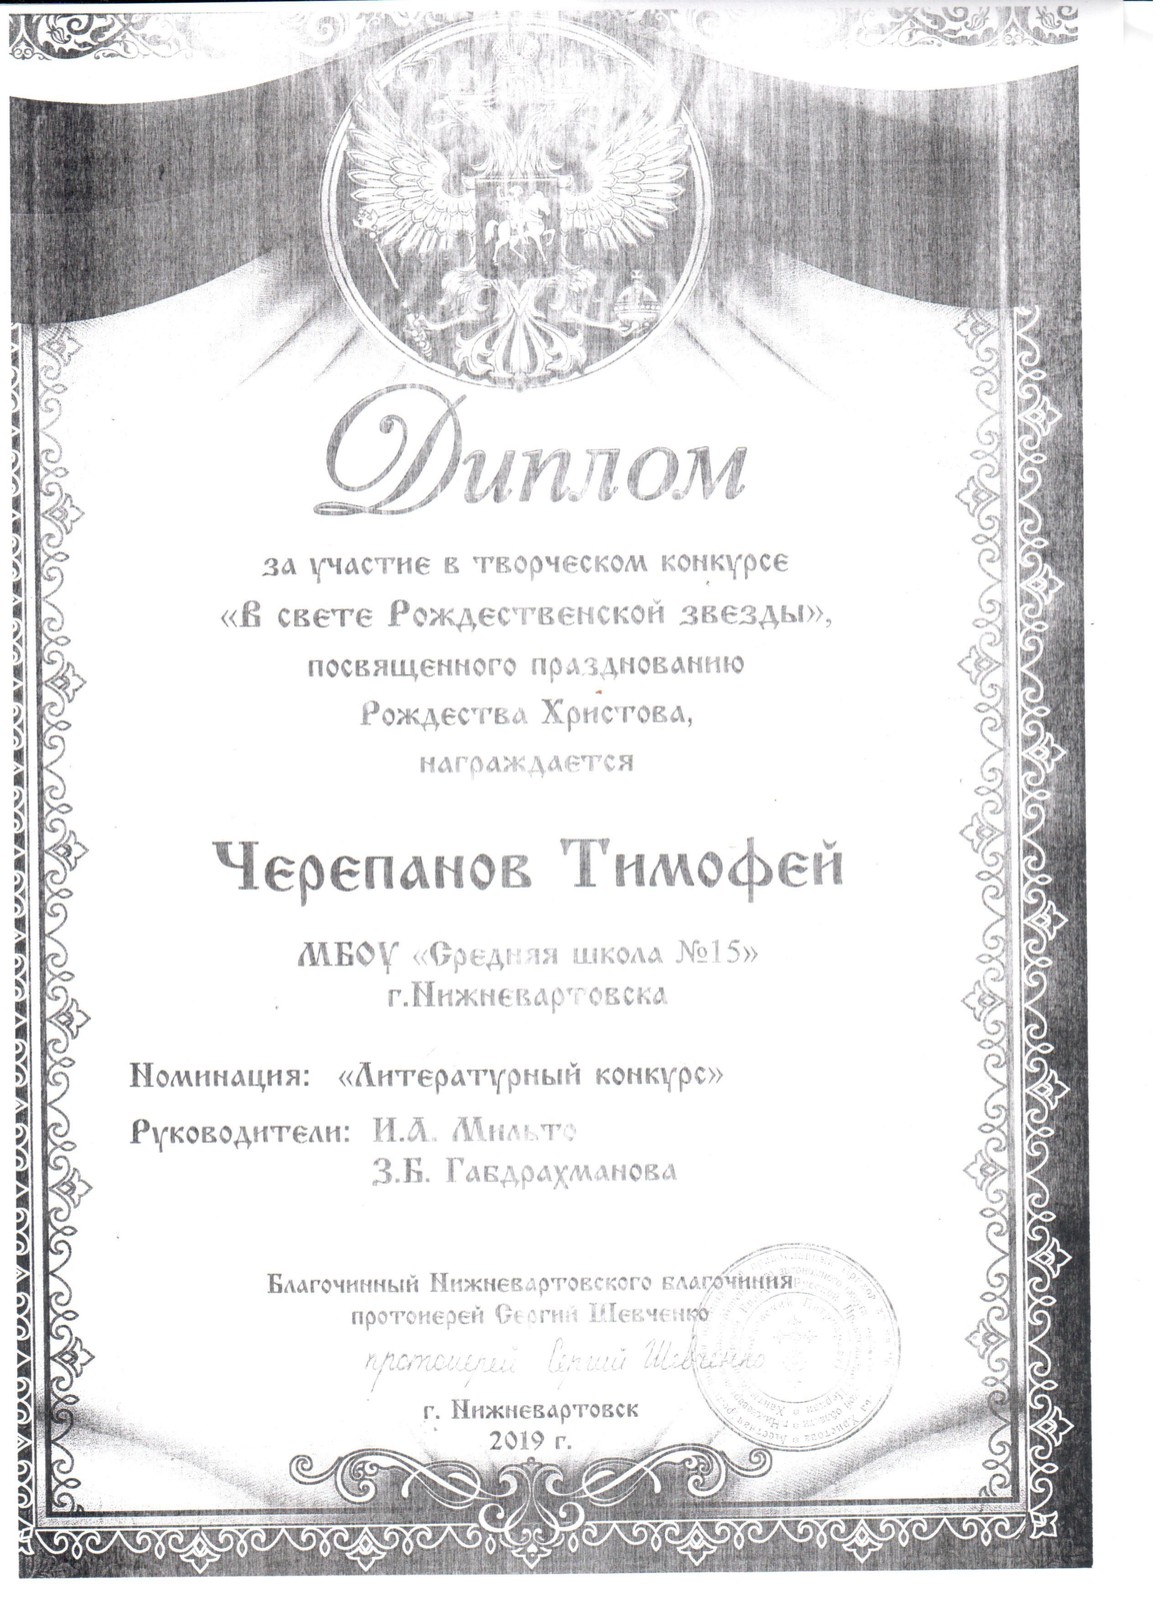 Диплом
за участие в творческом конкурсе
«В свете Рождественской звезды»,
посвященного празднованию
Рождества Христова,
награждается
Черепанов Тимофей
МБОУ «Средняя школа №15»
г.Нижневартовска
Номинация: «Литературный конкурс»
Руководители: И.А. Мильто
З.Б. Габдрахманова
Благочинный Нижневартовского благочиния
протоиерей Сергий Шевченко
протоиерей Сергий Шевченко
г. Нижневартовск
2019 г.